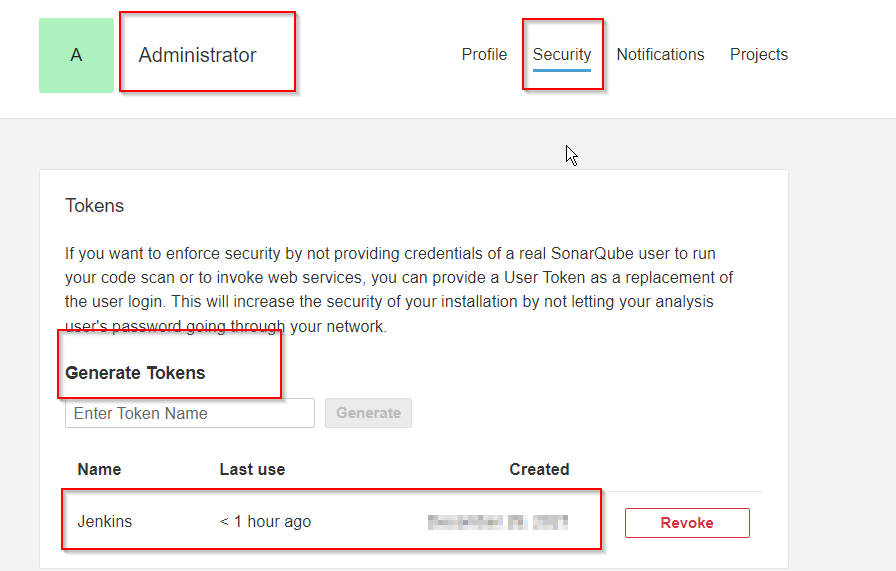 A Administrator Profile Security Notifications Projects
Tokens
If you want to enforce security by not providing credentials of a real SonarQube user to run
your code scan or to invoke web services, you can provide a User Token as a replacement of
the user login. This will increase the security of your installation by not letting your analysis
user's password going through your network.
Generate Tokens
Enter Token Name Generate
Name Last use Created
Jenkins < 1 hour ago Revoke